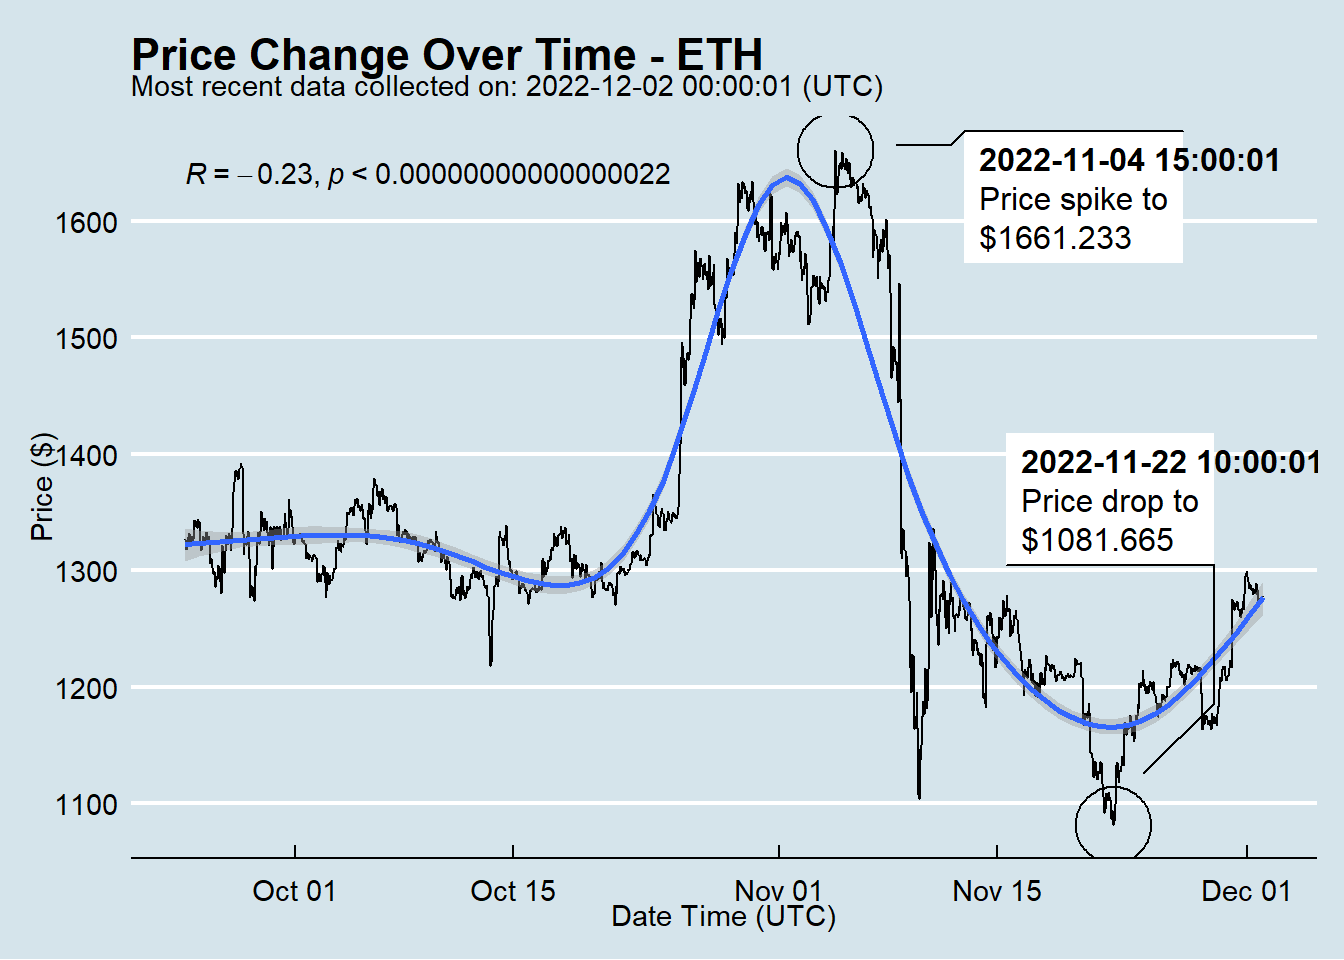 Price Change Over Time - ETH
Most recent data collected on: 2022-12-02 00:00:01 (UTC)
R = −0.23, p < 0.00000000000000022
2022-11-04 15:00:01
Price spike to
$1661.233
2022-11-22 10:00:01
Price drop to
$1081.665
Price ($)
1600
1500
1400
1300
1200
1100
Oct 01
Oct 15
Nov 01
Nov 15
Dec 01
Date Time (UTC)